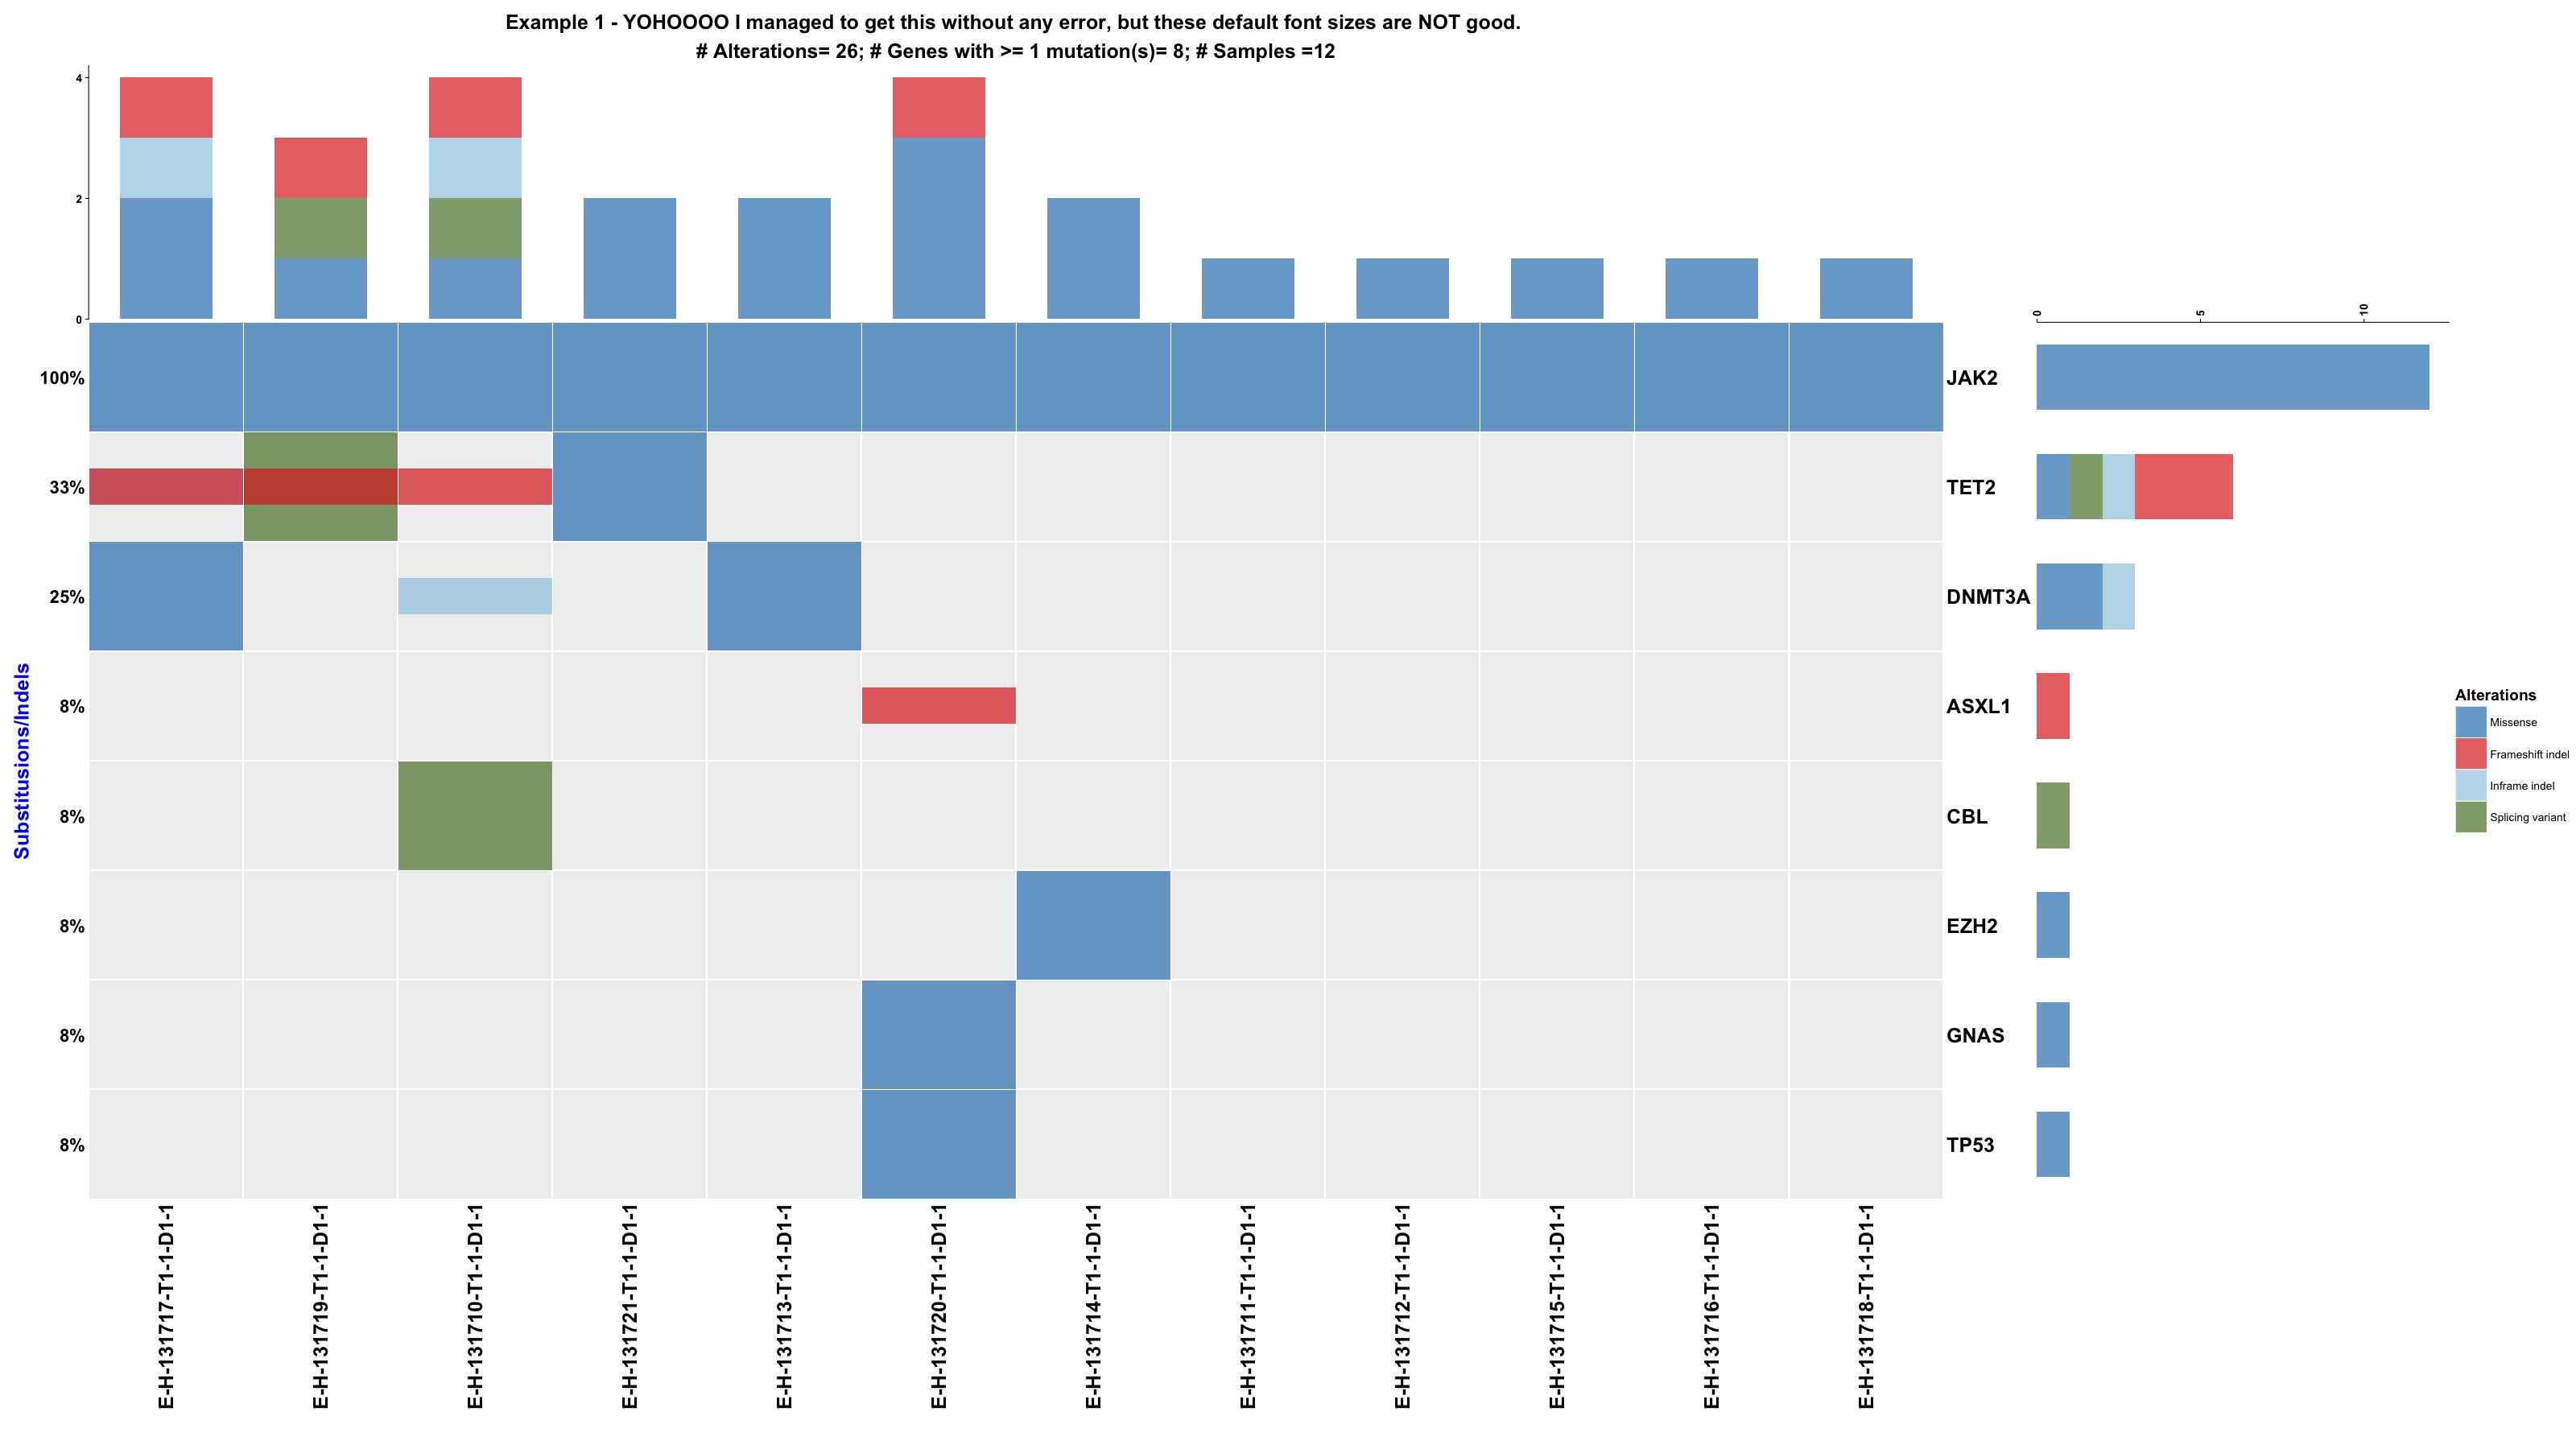 Example 1 - YOHOOOO I managed to get this without any error, but these default font sizes are NOT good.
# Alterations= 26; # Genes with >= 1 mutation(s)= 8; # Samples =12
4
2
0
0
5
10
100%
JAK2
33%
TET2
25%
DNMT3A
8%
ASXL1
8%
CBL
8%
EZH2
8%
GNAS
8%
TP53
Substitusions/Indels
Alterations
Missense
Frameshift indel
Inframe indel
Splicing variant
E-H-131717-T1-1-D1-1
E-H-131719-T1-1-D1-1
E-H-131710-T1-1-D1-1
E-H-131721-T1-1-D1-1
E-H-131713-T1-1-D1-1
E-H-131720-T1-1-D1-1
E-H-131714-T1-1-D1-1
E-H-131711-T1-1-D1-1
E-H-131712-T1-1-D1-1
E-H-131715-T1-1-D1-1
E-H-131716-T1-1-D1-1
E-H-131718-T1-1-D1-1